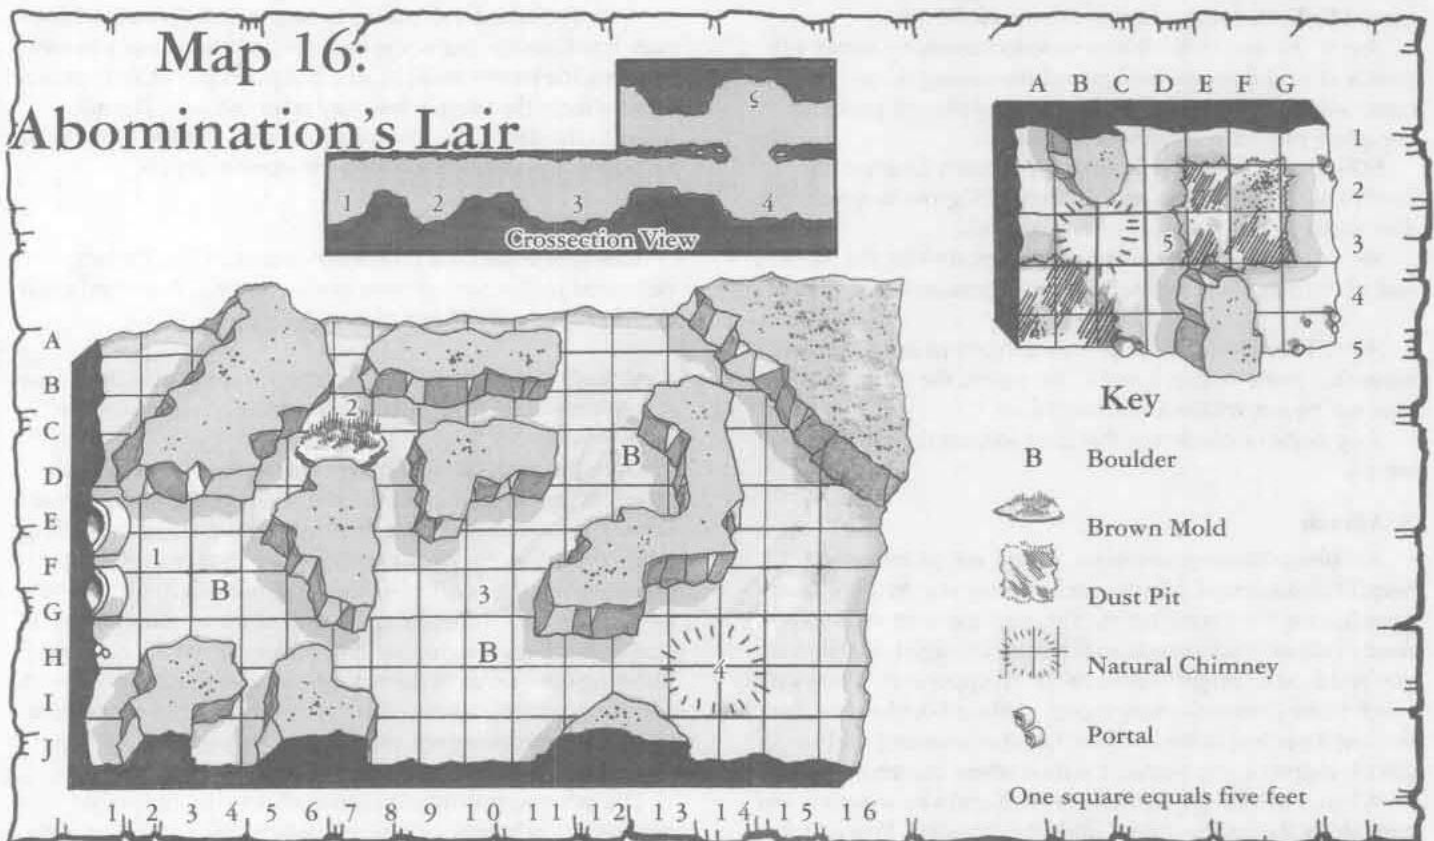 Map 16:
Abomination's Lair
5
1 2 3 4
Crossection View
A B C D E F G
1
2
5 3
4
5
A
B
2
C
B
D
E
1
F
B
3
G
B
H
4
I
J
1 2 3 4 6 7 8 9 10 11 12 13 14 15 16
Key
B Boulder
Brown Mold
Dust Pit
Natural Chimney
Portal
One square equals five feet